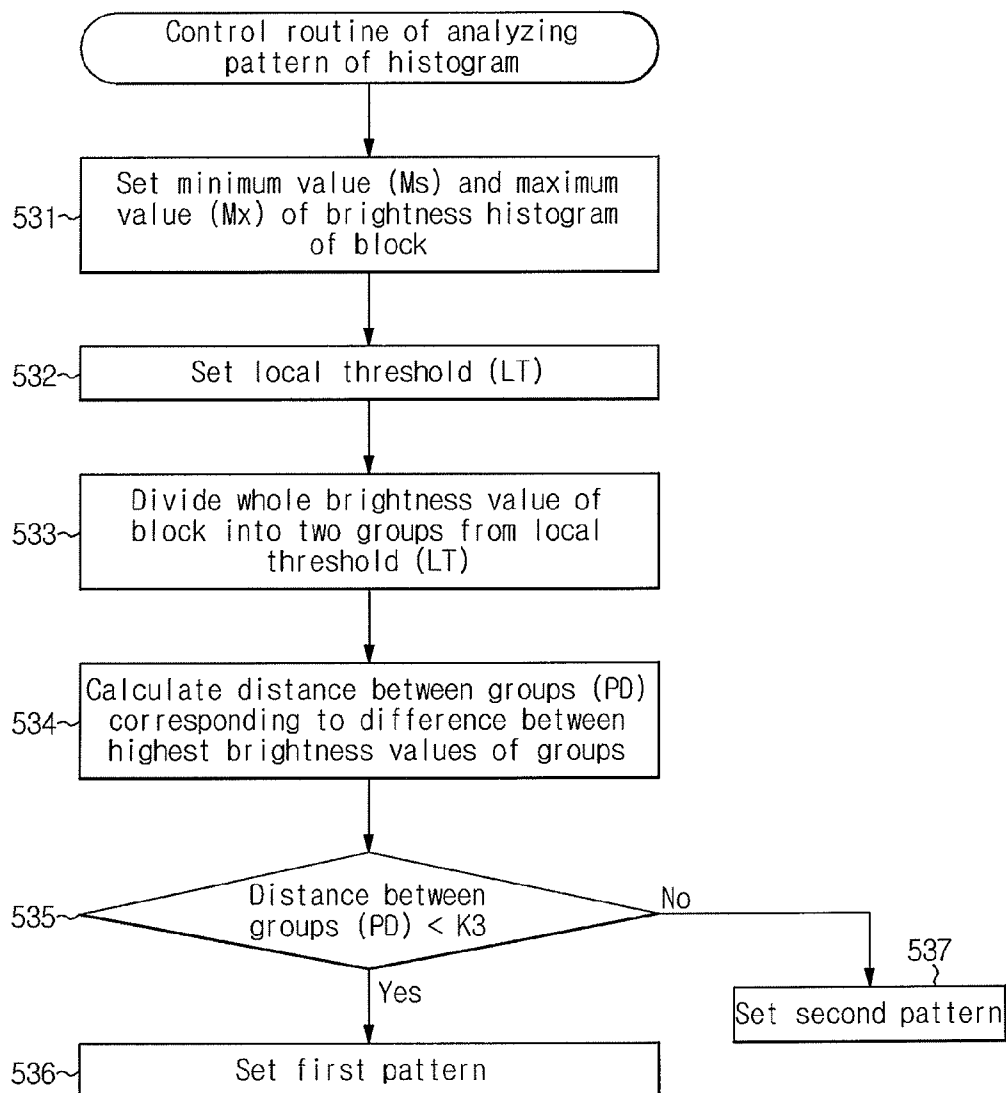 Control routine of analyzing
pattern of histogram
531
Set minimum value (Ms) and maximum
value (Mx) of brightness histogram
of block
532
Set local threshold (LT)
533
Divide whole brightness value of
block into two groups from local
threshold (LT)
534
Calculate distance between groups (PD)
corresponding to difference between
highest brightness values of groups
535
Distance between
groups (PD) < K3
No
Yes
537
Set second pattern
536
Set first pattern